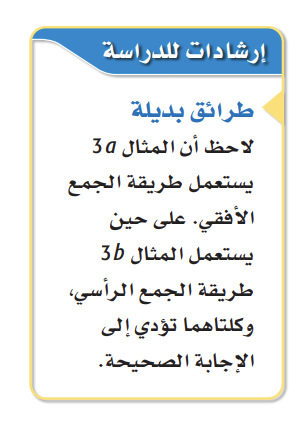 إرشادات للدراسة
طرائق بديلة
لاحظ أن المثال 3a
يستعمل طريقة الجمع
الأفقي. على حين
يستعمل المثال 3b
طريقة الجمع الرأسي،
وكلتاهما تؤدي إلى
الإجابة الصحيحة.